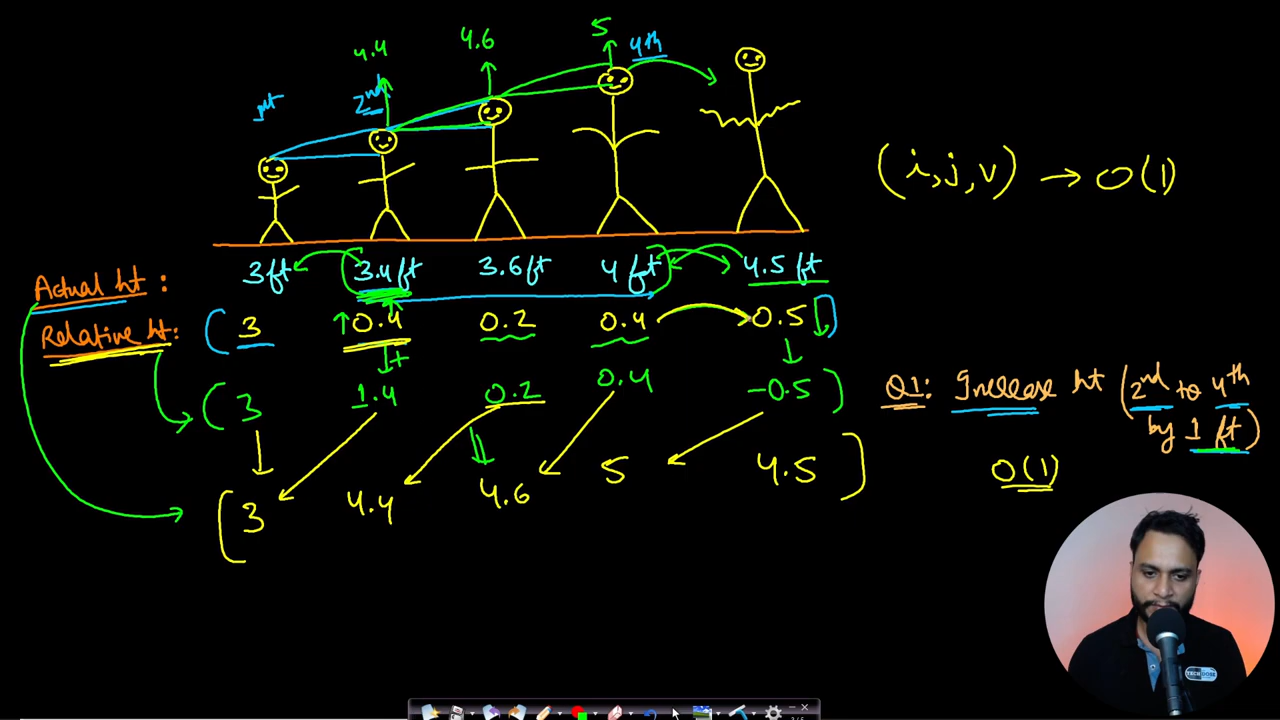 5
4.6
4.4
4th
2nd
1st
(i,j,v) → O(1)
Actual ht : 3ft 3.4ft 3.6ft 4ft 4.5ft
Relative ht: ( 3 0.4 0.2 0.4 0.5 )
( 3 1.4 0.2 0.4 -0.5 )
+
Q1: Increase ht (2nd to 4th
by 1 ft)
O(1)
[ 3 4.4 4.6 5 4.5 ]
TECH DOSE